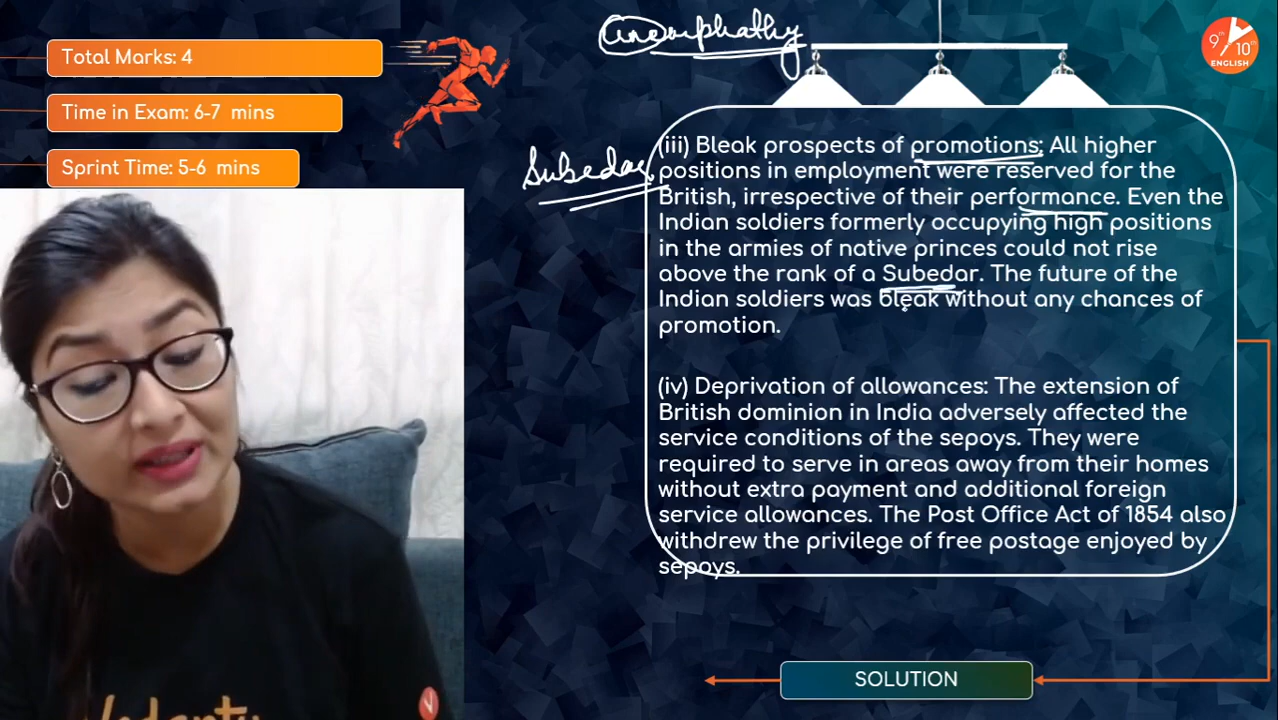 Total Marks: 4
Time in Exam: 6-7 mins
Sprint Time: 5-6 mins
9th 10th
ENGLISH
Subedar
(iii) Bleak prospects of promotions: All higher
positions in employment were reserved for the
British, irrespective of their performance. Even the
Indian soldiers formerly occupying high positions
in the armies of native princes could not rise
above the rank of a Subedar. The future of the
Indian soldiers was bleak without any chances of
promotion.
(iv) Deprivation of allowances: The extension of
British dominion in India adversely affected the
service conditions of the sepoys. They were
required to serve in areas away from their homes
without extra payment and additional foreign
service allowances. The Post Office Act of 1854 also
withdrew the privilege of free postage enjoyed by
sepoys.
SOLUTION